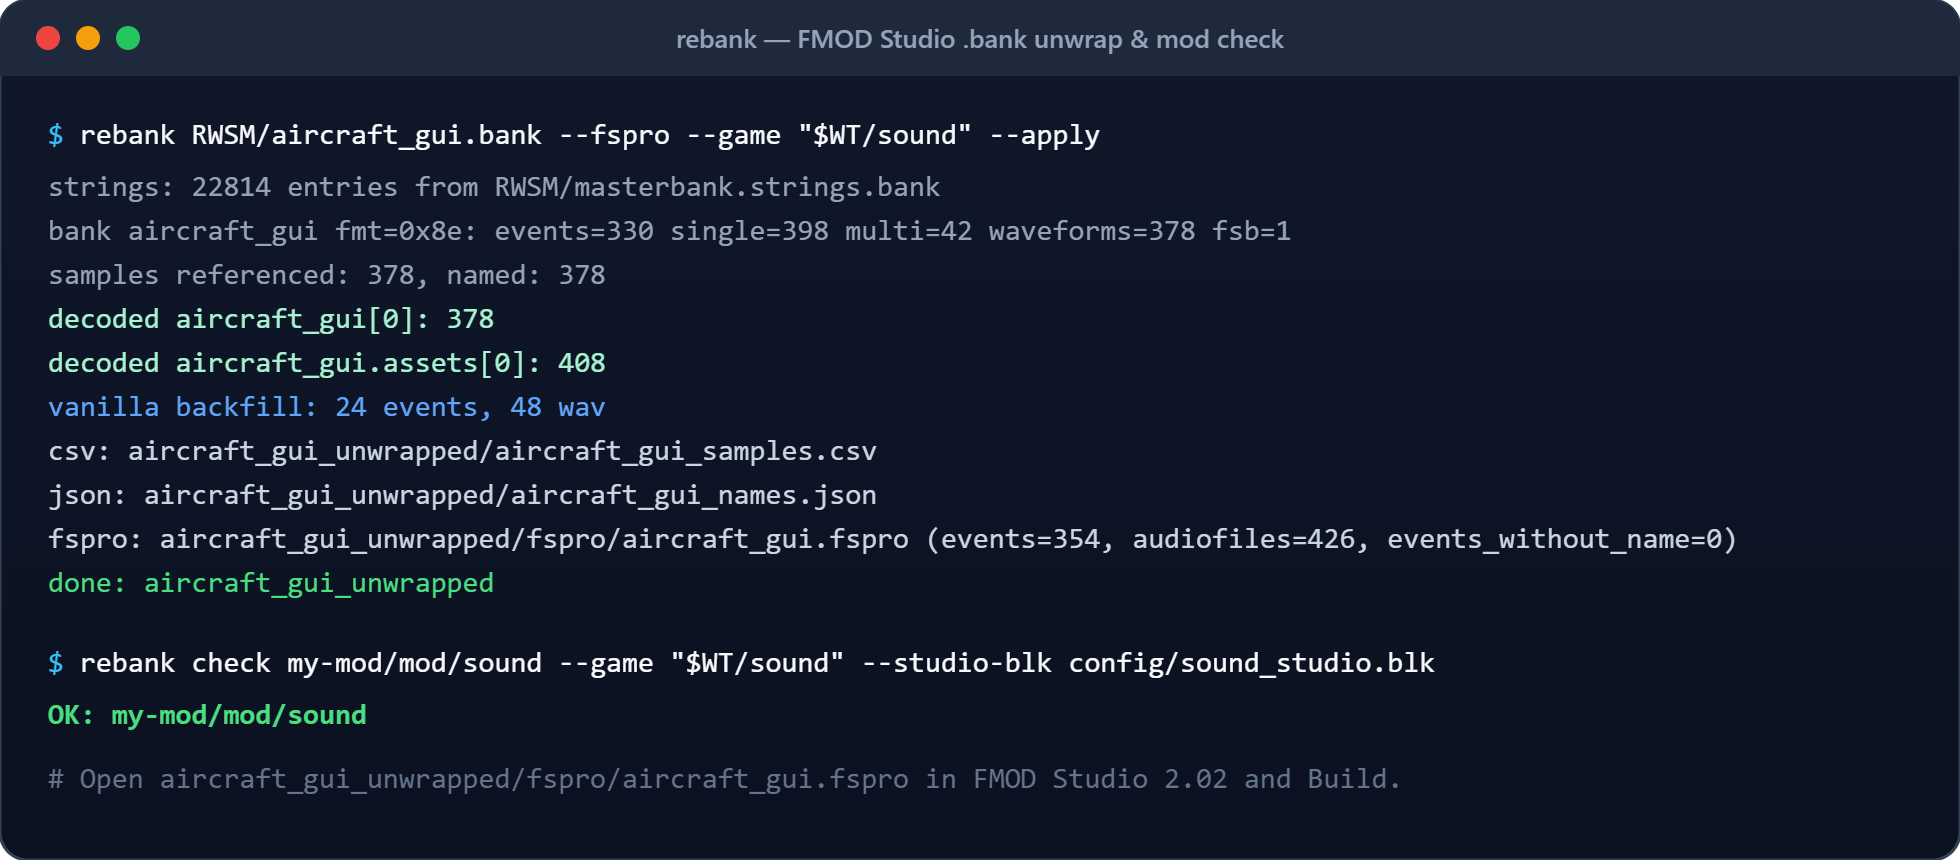 rebank — FMOD Studio .bank unwrap & mod check
$ rebank RWSM/aircraft_gui.bank --fspro --game "$WT/sound" --apply
strings: 22814 entries from RWSM/masterbank.strings.bank
bank aircraft_gui fmt=0x8e: events=330 single=398 multi=42 waveforms=378 fsb=1
samples referenced: 378, named: 378
decoded aircraft_gui[0]: 378
decoded aircraft_gui.assets[0]: 408
vanilla backfill: 24 events, 48 wav
csv: aircraft_gui_unwrapped/aircraft_gui_samples.csv
json: aircraft_gui_unwrapped/aircraft_gui_names.json
fspro: aircraft_gui_unwrapped/fspro/aircraft_gui.fspro (events=354, audiofiles=426, events_without_name=0)
done: aircraft_gui_unwrapped
$ rebank check my-mod/mod/sound --game "$WT/sound" --studio-blk config/sound_studio.blk
OK: my-mod/mod/sound
# Open aircraft_gui_unwrapped/fspro/aircraft_gui.fspro in FMOD Studio 2.02 and Build.